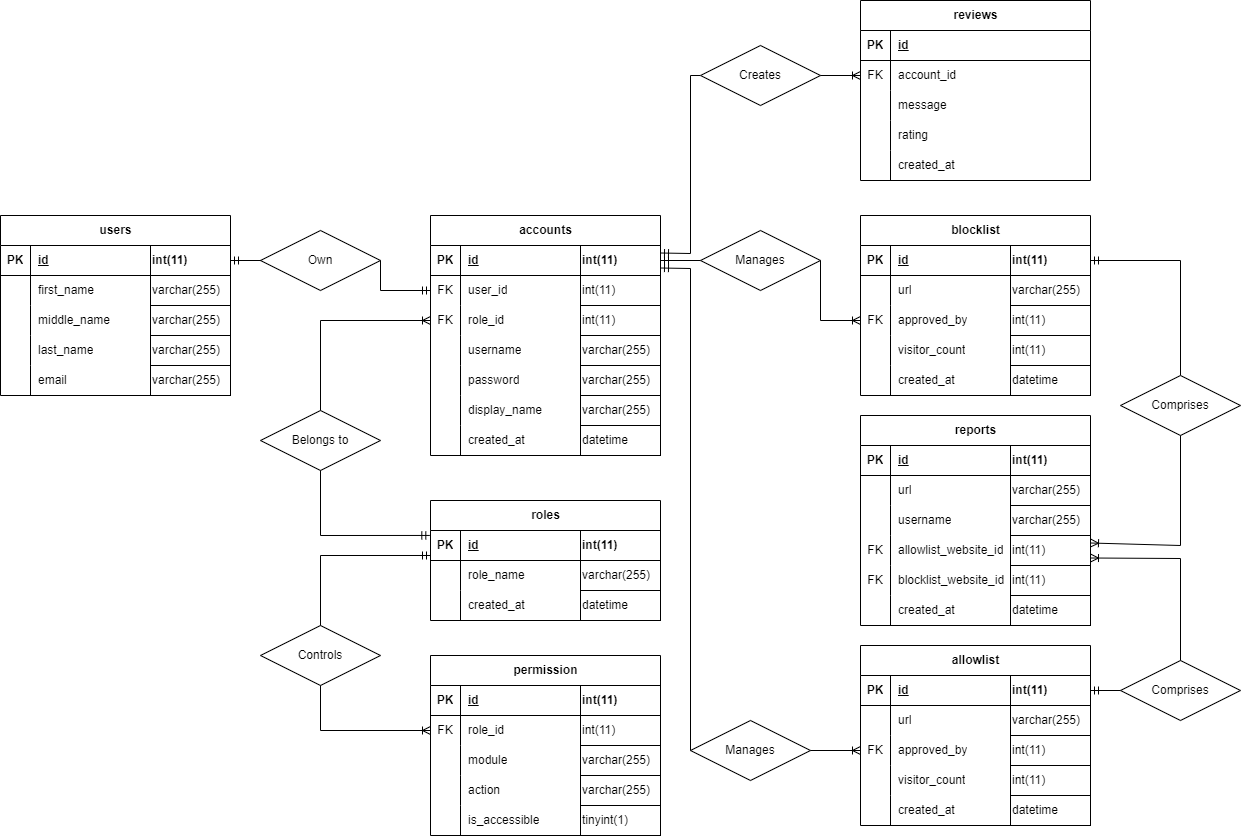 reviews
PK id
Creates
FK account_id
message
rating
created_at
users
PK id int(11)
first_name varchar(255)
middle_name varchar(255)
last_name varchar(255)
email varchar(255)
Own
accounts
PK id int(11)
FK user_id int(11)
FK role_id int(11)
username varchar(255)
password varchar(255)
display_name varchar(255)
created_at datetime
Manages
blocklist
PK id int(11)
url varchar(255)
FK approved_by int(11)
visitor_count int(11)
created_at datetime
Comprises
Belongs to
reports
PK id int(11)
url varchar(255)
username varchar(255)
FK allowlist_website_id int(11)
FK blocklist_website_id int(11)
created_at datetime
roles
PK id int(11)
role_name varchar(255)
created_at datetime
Controls
permission
PK id int(11)
FK role_id int(11)
module varchar(255)
action varchar(255)
is_accessible tinyint(1)
Manages
allowlist
PK id int(11)
url varchar(255)
FK approved_by int(11)
visitor_count int(11)
created_at datetime
Comprises